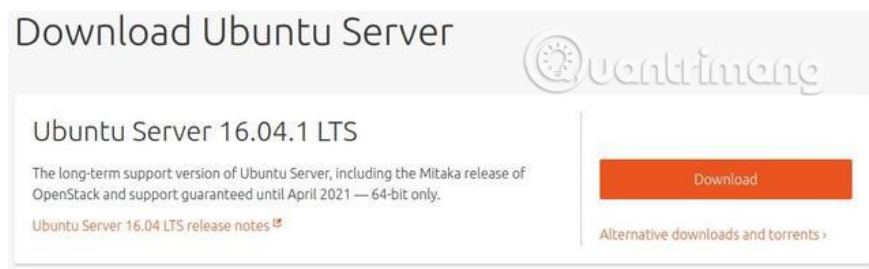 Download Ubuntu Server
Quantrimang
Ubuntu Server 16.04.1 LTS
The long-term support version of Ubuntu Server, including the Mitaka release of
OpenStack and support guaranteed until April 2021 — 64-bit only.
Download
Ubuntu Server 16.04 LTS release notes
Alternative downloads and torrents ›